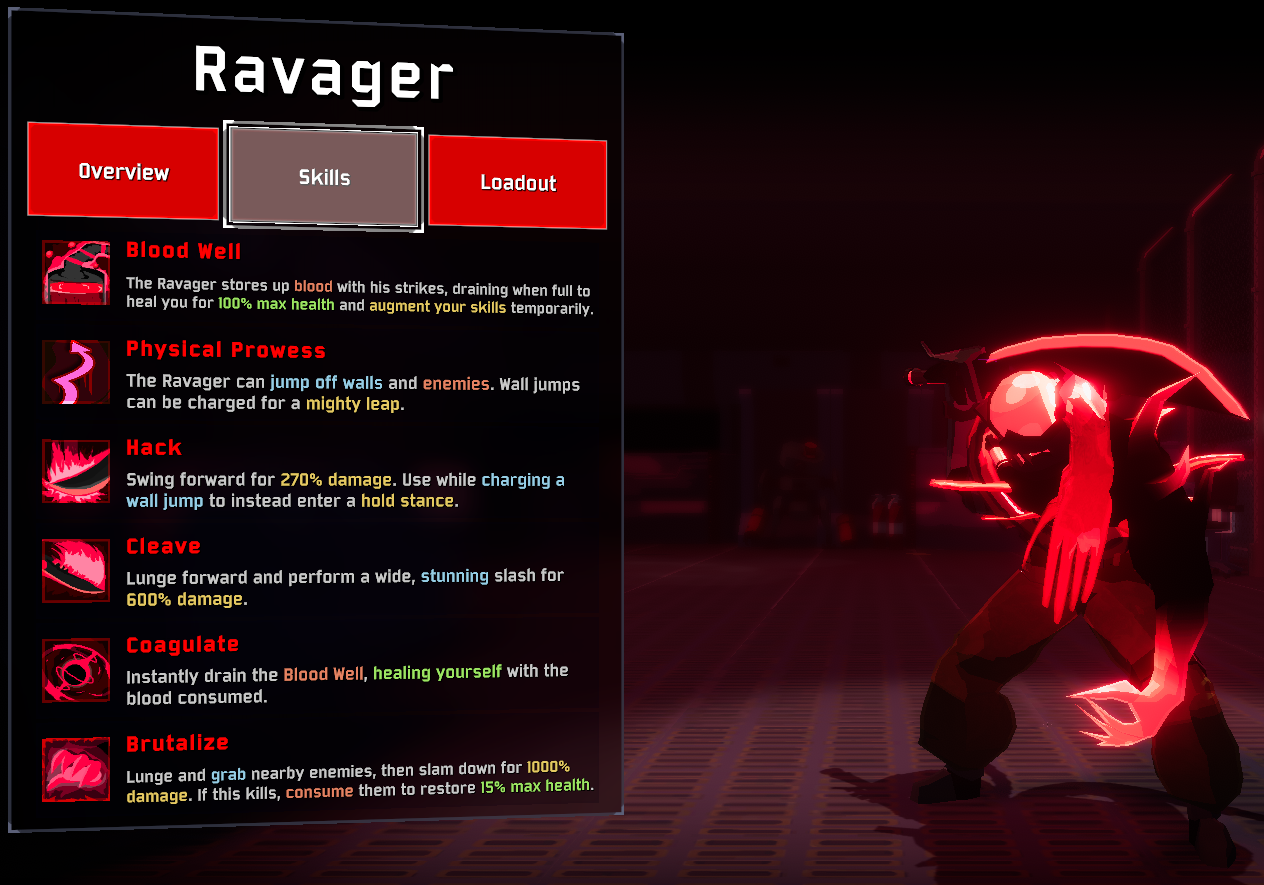 Ravager
Overview
Skills
Loadout
Blood Well
The Ravager stores up blood with his strikes, draining when full to
heal you for 100% max health and augment your skills temporarily.
Physical Prowess
The Ravager can jump off walls and enemies. Wall jumps
can be charged for a mighty leap.
Hack
Swing forward for 270% damage. Use while charging a
wall jump to instead enter a hold stance.
Cleave
Lunge forward and perform a wide, stunning slash for
600% damage.
Coagulate
Instantly drain the Blood Well, healing yourself with the
blood consumed.
Brutalize
Lunge and grab nearby enemies, then slam down for 1000%
damage. If this kills, consume them to restore 15% max health.